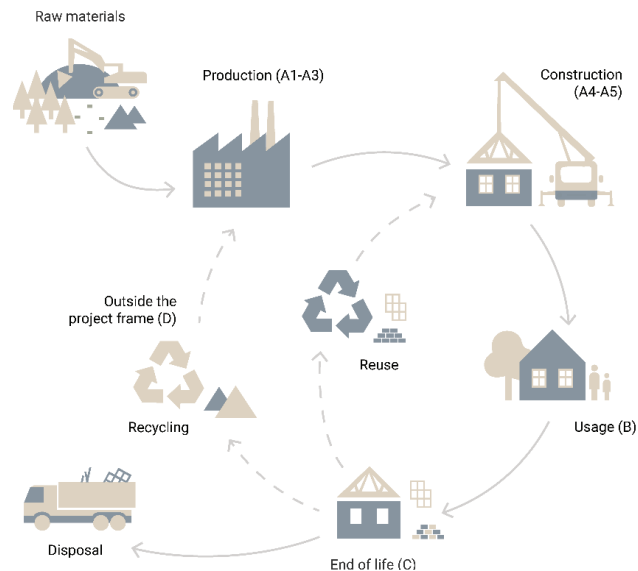 Raw materials
Production (A1-A3)
Construction
(A4-A5)
Outside the
project frame (D)
Reuse
Recycling
Usage (B)
Disposal
End of life (C)